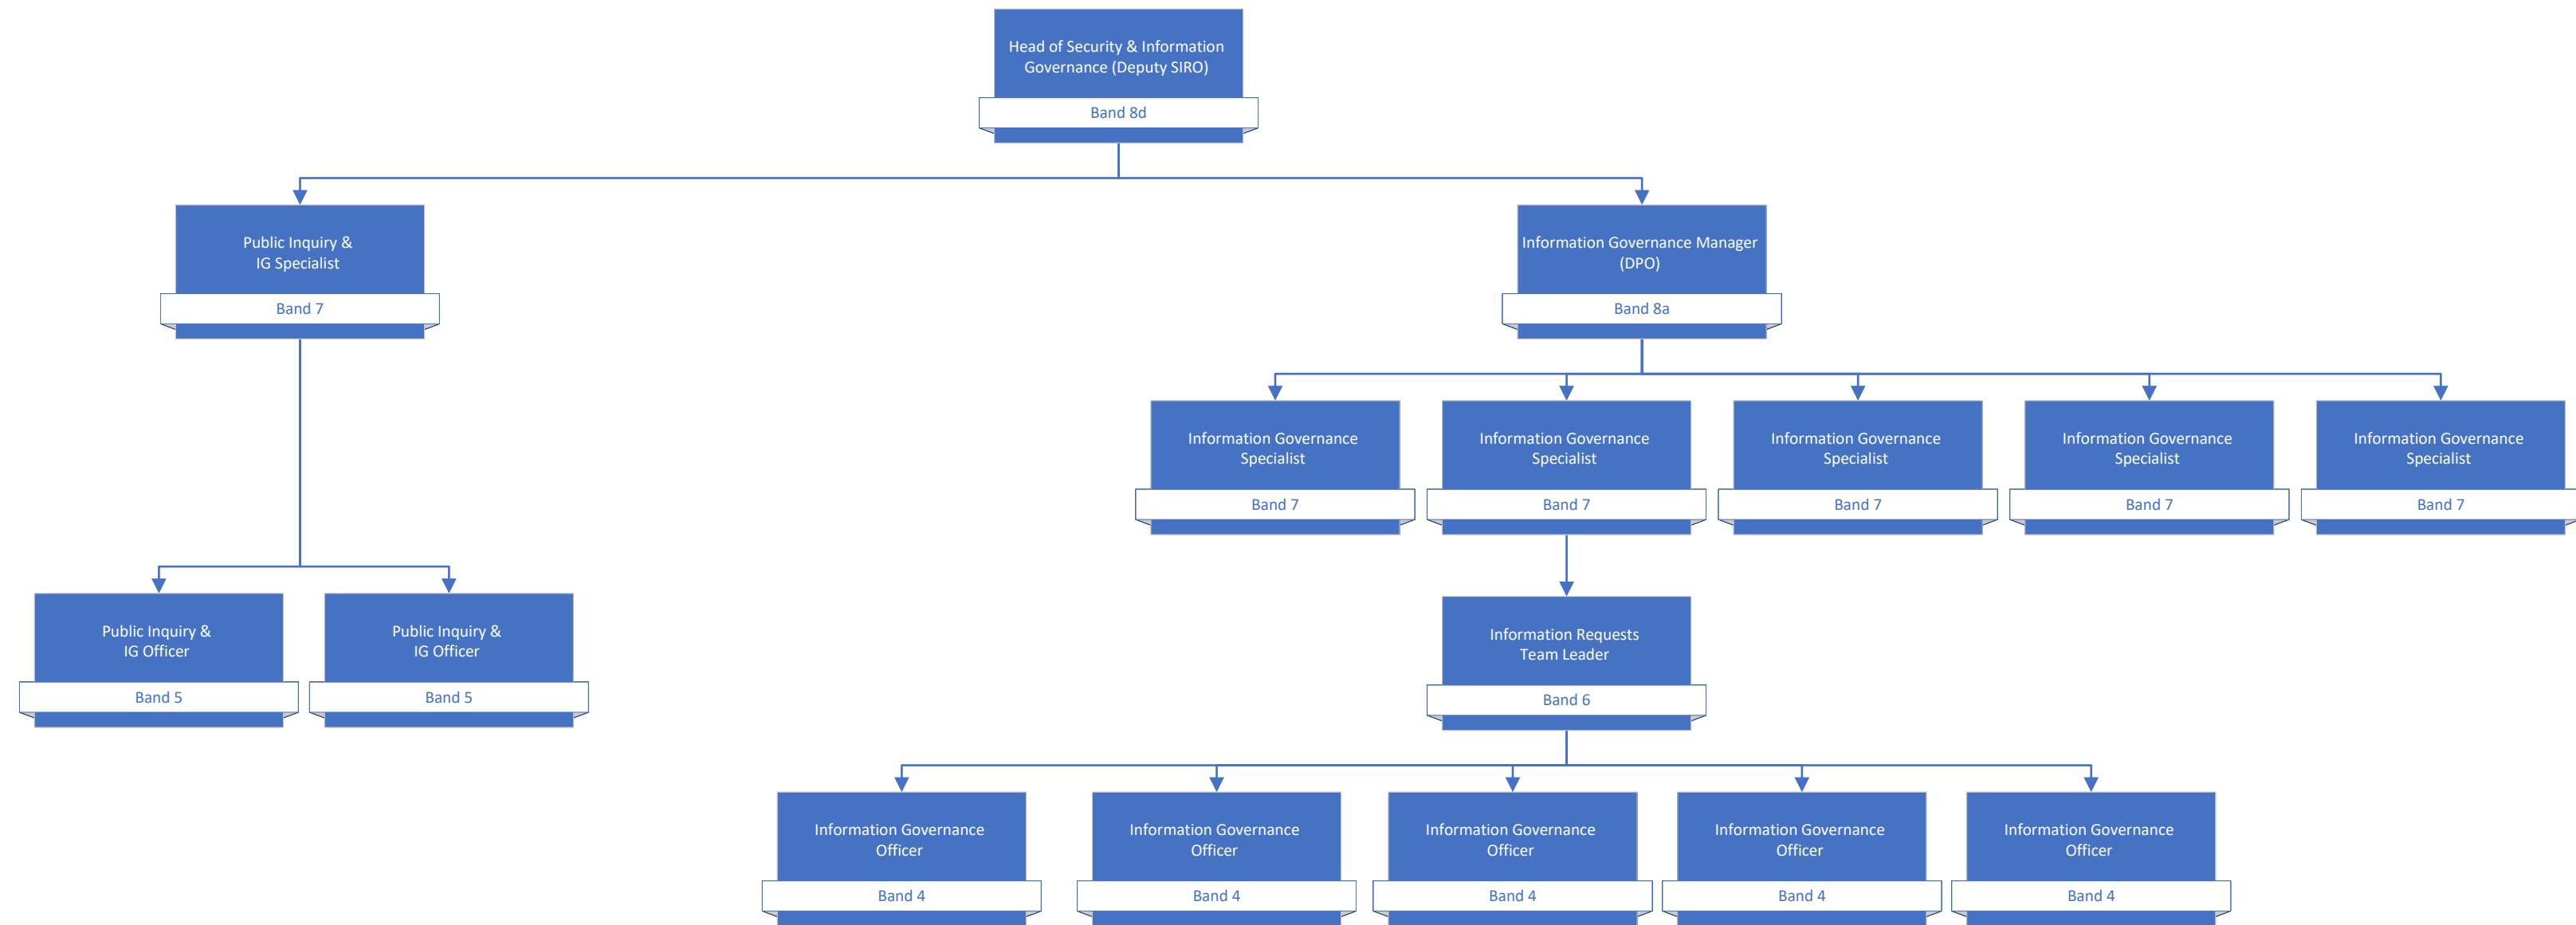 Head of Security & Information
Governance (Deputy SIRO)
Band 8d
Public Inquiry &
IG Specialist
Band 7
Information Governance Manager
(DPO)
Band 8a
Information Governance
Specialist
Band 7
Information Governance
Specialist
Band 7
Information Governance
Specialist
Band 7
Information Governance
Specialist
Band 7
Information Governance
Specialist
Band 7
Public Inquiry &
IG Officer
Band 5
Public Inquiry &
IG Officer
Band 5
Information Requests
Team Leader
Band 6
Information Governance
Officer
Band 4
Information Governance
Officer
Band 4
Information Governance
Officer
Band 4
Information Governance
Officer
Band 4
Information Governance
Officer
Band 4